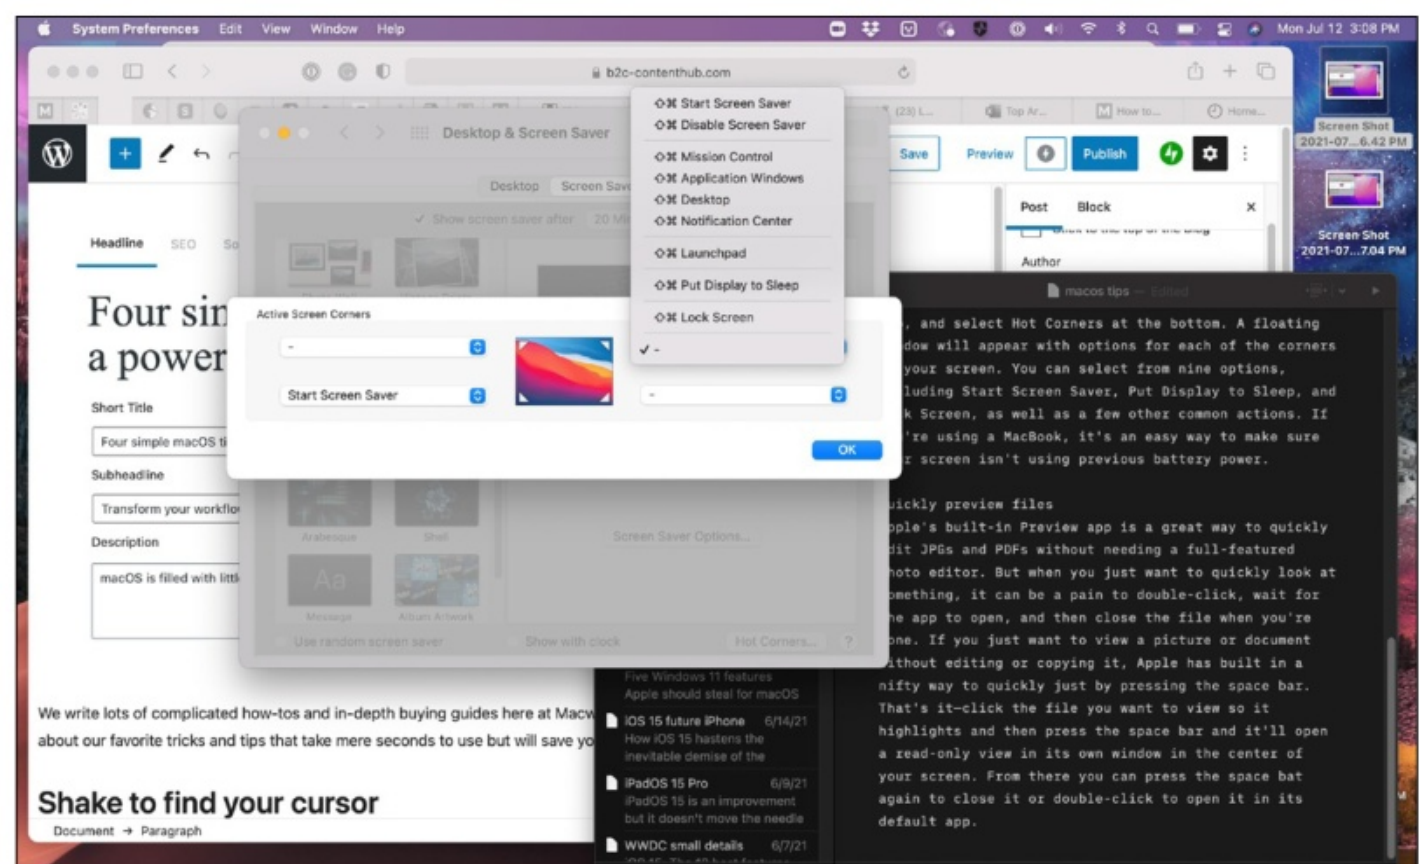 System Preferences Edit View Window Help
Mon Jul 12 3:08 PM
b2c-contenthub.com
(23) L...
Top Ar...
How to...
Home...
Screen Shot
2021-07...6.42 PM
Screen Shot
2021-07...7.04 PM
Save
Preview
Publish
Post Block
Author
Headline SEO So
Four sin
a power
Short Title
Four simple macOS ti
Subheadline
Transform your workflo
Description
macOS is filled with littl
Desktop & Screen Saver
Desktop Screen Save
Show screen saver after 20 Mi
⇧⌘ Start Screen Saver
⇧⌘ Disable Screen Saver
⇧⌘ Mission Control
⇧⌘ Application Windows
⇧⌘ Desktop
⇧⌘ Notification Center
⇧⌘ Launchpad
⇧⌘ Put Display to Sleep
⇧⌘ Lock Screen
✓ -
Active Screen Corners
-
Start Screen Saver
-
OK
Arabesque Shell
Screen Saver Options...
Message Album Artwork
Use random screen saver Show with clock Hot Corners... ?
macos tips — Edited
, and select Hot Corners at the bottom. A floating
dow will appear with options for each of the corners
your screen. You can select from nine options,
luding Start Screen Saver, Put Display to Sleep, and
k Screen, as well as a few other common actions. If
're using a MacBook, it's an easy way to make sure
r screen isn't using previous battery power.
uickly preview files
pple's built-in Preview app is a great way to quickly
dit JPGs and PDFs without needing a full-featured
hoto editor. But when you just want to quickly look at
omething, it can be a pain to double-click, wait for
he app to open, and then close the file when you're
one. If you just want to view a picture or document
ithout editing or copying it, Apple has built in a
nifty way to quickly just by pressing the space bar.
That's it—click the file you want to view so it
highlights and then press the space bar and it'll open
a read-only view in its own window in the center of
your screen. From there you can press the space bat
again to close it or double-click to open it in its
default app.
Five Windows 11 features
Apple should steal for macOS
iOS 15 future iPhone 6/14/21
How iOS 15 hastens the
inevitable demise of the
iPadOS 15 Pro 6/9/21
iPadOS 15 is an improvement
but it doesn't move the needle
WWDC small details 6/7/21
We write lots of complicated how-tos and in-depth buying guides here at Macw
about our favorite tricks and tips that take mere seconds to use but will save yo
Shake to find your cursor
Document → Paragraph